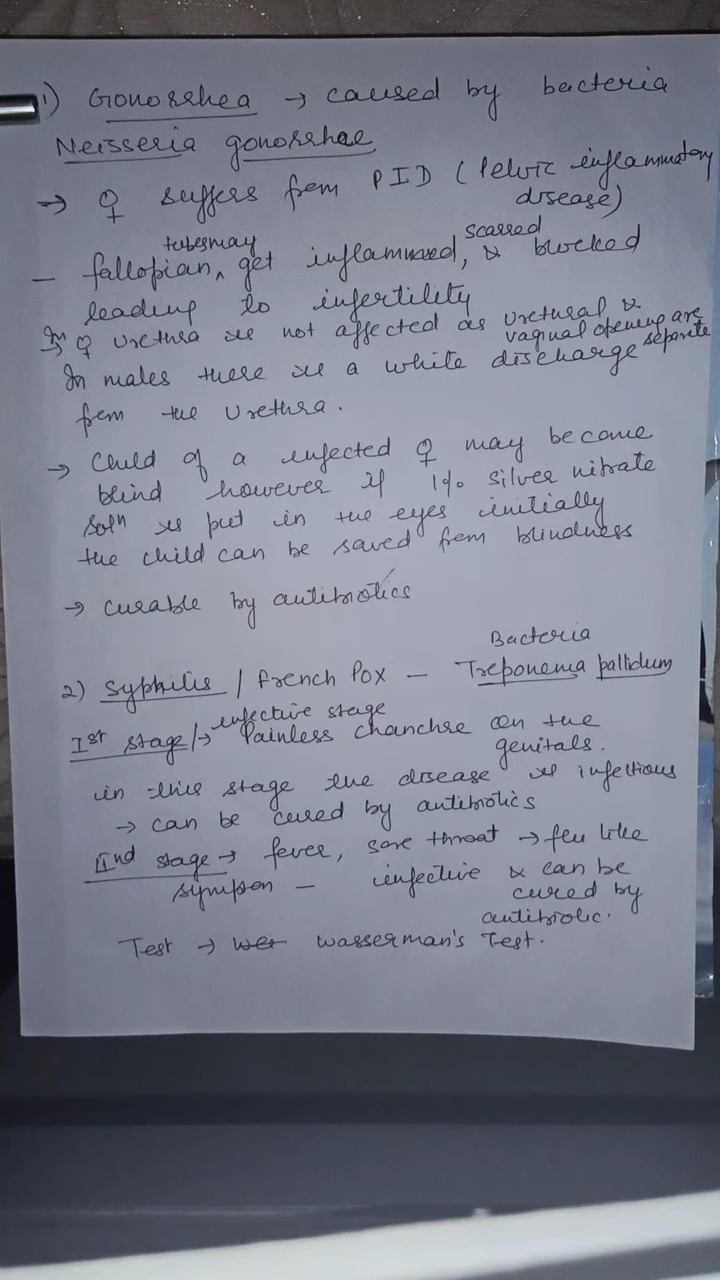 1) Gonorrhea → caused by bacteria
Neisseria gonorrhae
→ ♀ suffers from PID (Pelvic inflammatory
disease)
- fallopian tubes may get inflammed, scarred & blocked
leading to infertility
→ In ♀ urethra is not affected as uretural &
vaginal opening are separate
In males there is a white discharge
from the urethra.
→ Child of a infected ♀ may become
blind however if 1% silver nitrate
solⁿ is put in the eyes initially
the child can be saved from blindness
→ curable by antibiotics
2) Syphilis / French Pox - Bacteria Treponema pallidum
Ist stage / → infective stage Painless chanchre on the
genitals.
in this stage the disease is infectious
→ can be cured by antibiotics
IInd stage → fever, sore throat → flu like
sympton - infective & can be
cured by
antibiotic.
Test → Wasserman's Test.